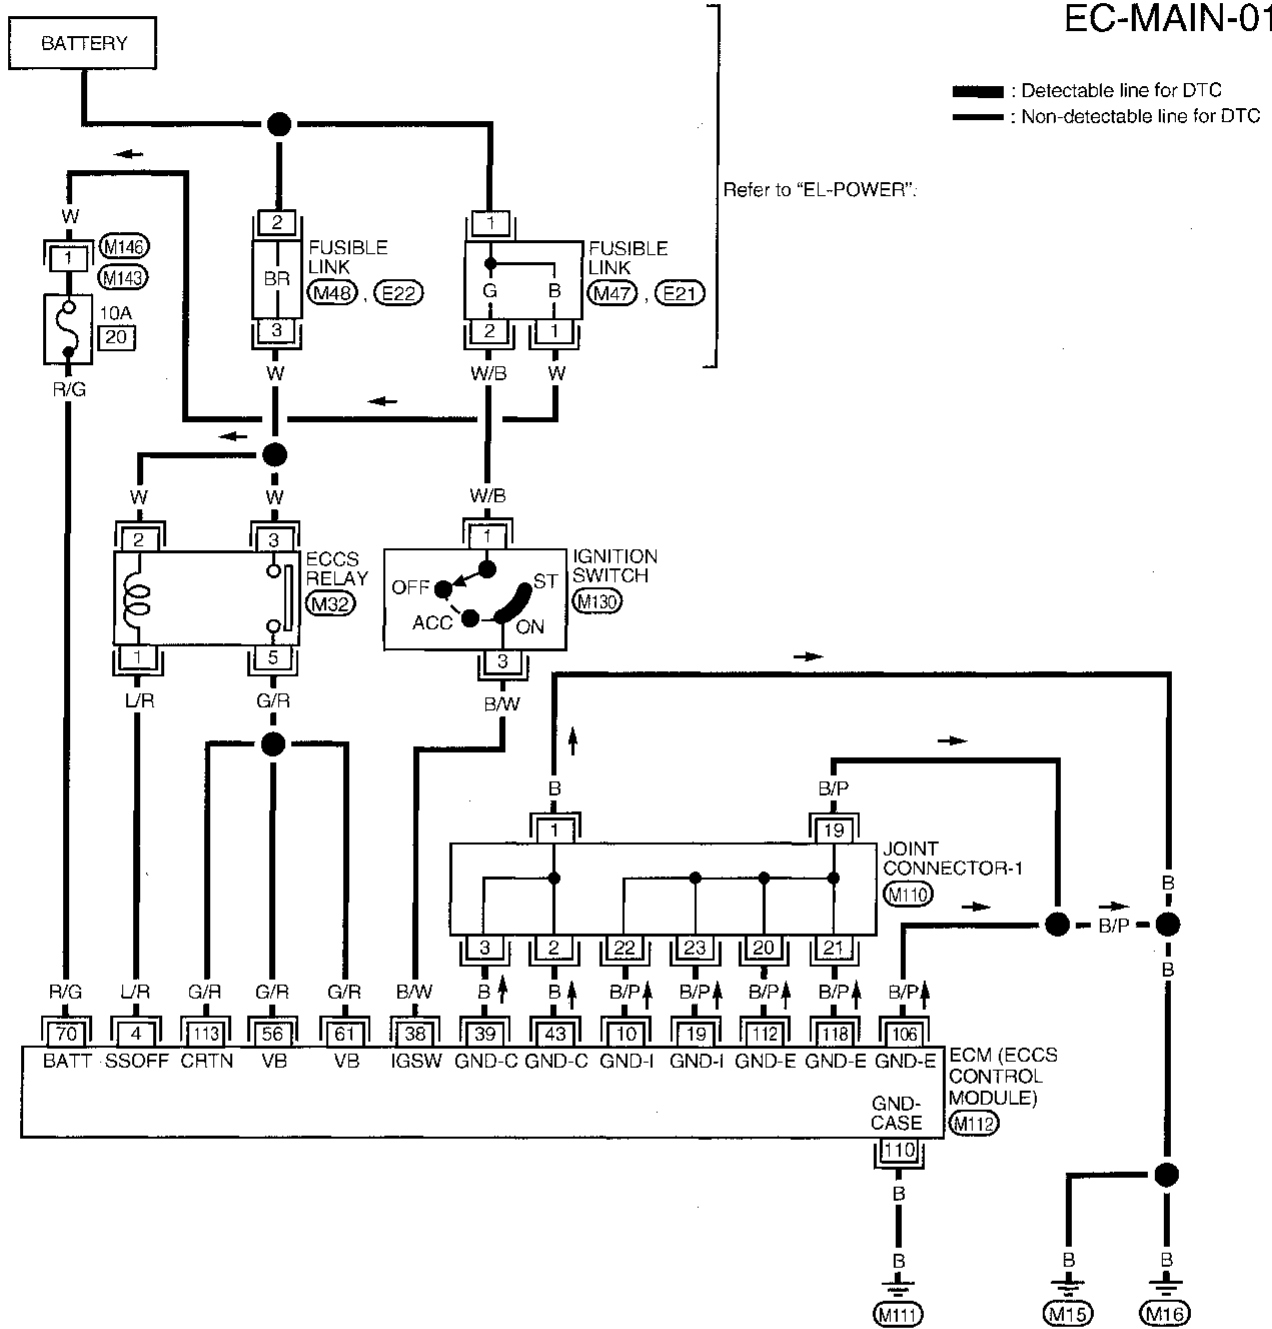 EC-MAIN-01
BATTERY
: Detectable line for DTC
: Non-detectable line for DTC
Refer to "EL-POWER".
W
1
M146
M143
10A
20
R/G
2
FUSIBLE
LINK
BR
M48 , E22
3
W
1
FUSIBLE
LINK
G B
M47 , E21
2 1
W/B W
W W W/B
2 3
ECCS
RELAY
M32
1 5
L/R G/R
1
IGNITION
SWITCH
M130
OFF ST
ACC ON
3
B/W
B B/P
1 19
JOINT
CONNECTOR-1
M110
3 2 22 23 20 21
B
B/P
B
R/G L/R G/R G/R G/R B/W B B B/P B/P B/P B/P B/P
70 4 113 56 61 38 39 43 10 19 112 118 106
BATT SSOFF CRTN VB VB IGSW GND-C GND-C GND-I GND-I GND-E GND-E GND-E
ECM (ECCS
CONTROL
MODULE)
M112
GND-
CASE
110
B
B B B
M111 M15 M16